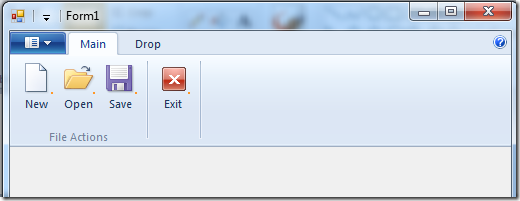 Form1
Main Drop
New Open Save Exit
File Actions